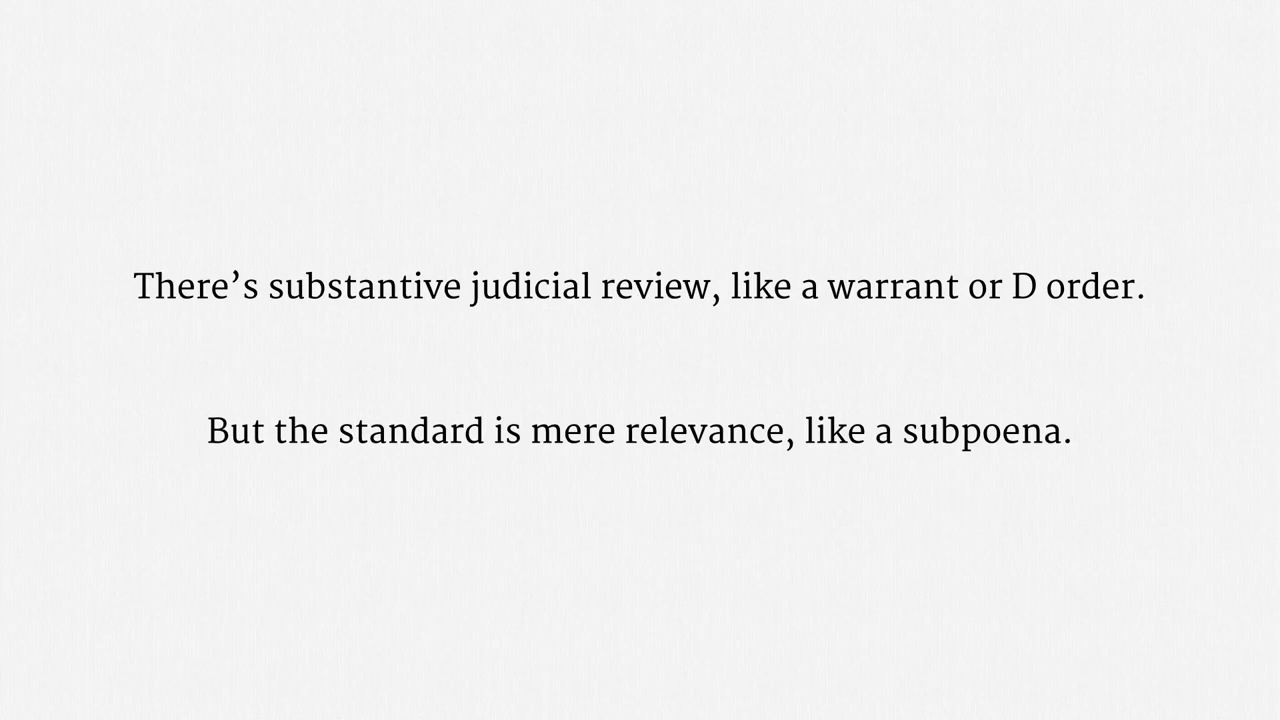 There’s substantive judicial review, like a warrant or D order.
But the standard is mere relevance, like a subpoena.